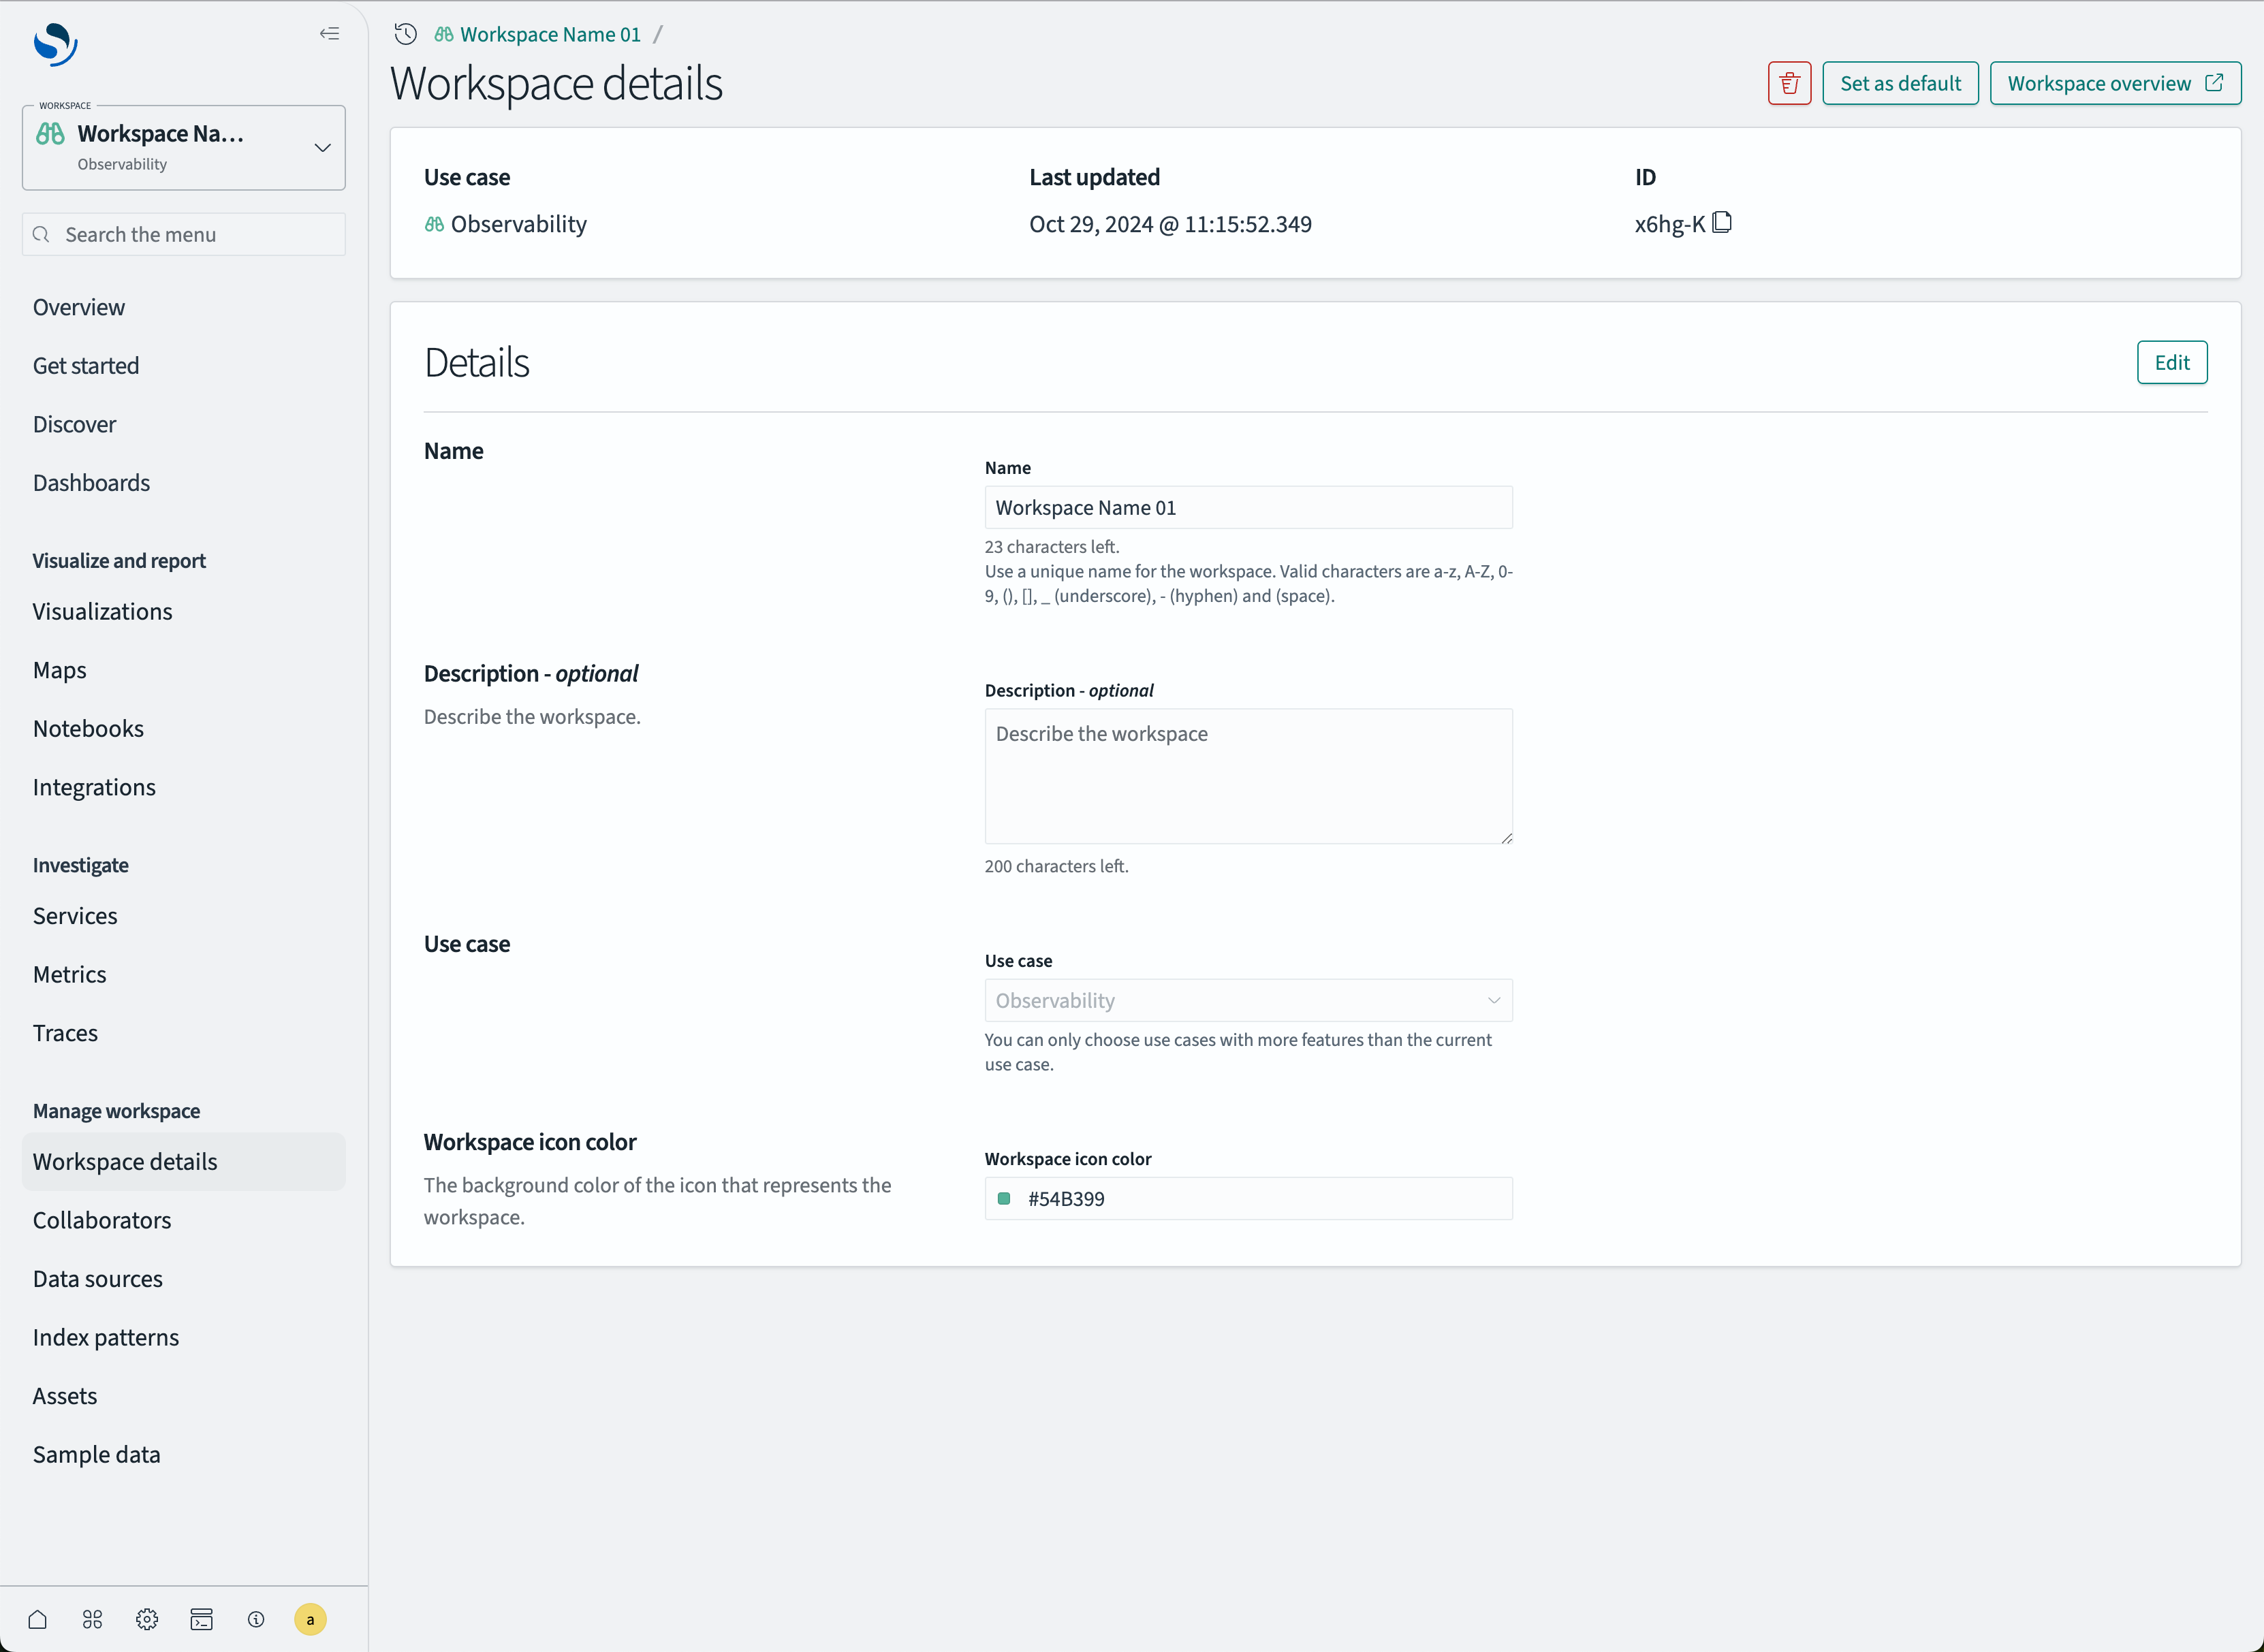 WORKSPACE
Workspace Na...
Observability
Search the menu
Overview
Get started
Discover
Dashboards
Visualize and report
Visualizations
Maps
Notebooks
Integrations
Investigate
Services
Metrics
Traces
Manage workspace
Workspace details
Collaborators
Data sources
Index patterns
Assets
Sample data
a
Workspace Name 01 /
Workspace details
Set as default
Workspace overview
Use case
Observability
Last updated
Oct 29, 2024 @ 11:15:52.349
ID
x6hg-K
Details
Edit
Name
Name
Workspace Name 01
23 characters left.
Use a unique name for the workspace. Valid characters are a-z, A-Z, 0-
9, (), [], _ (underscore), - (hyphen) and (space).
Description - optional
Describe the workspace.
Description - optional
Describe the workspace
200 characters left.
Use case
Use case
Observability
You can only choose use cases with more features than the current
use case.
Workspace icon color
The background color of the icon that represents the
workspace.
Workspace icon color
#54B399